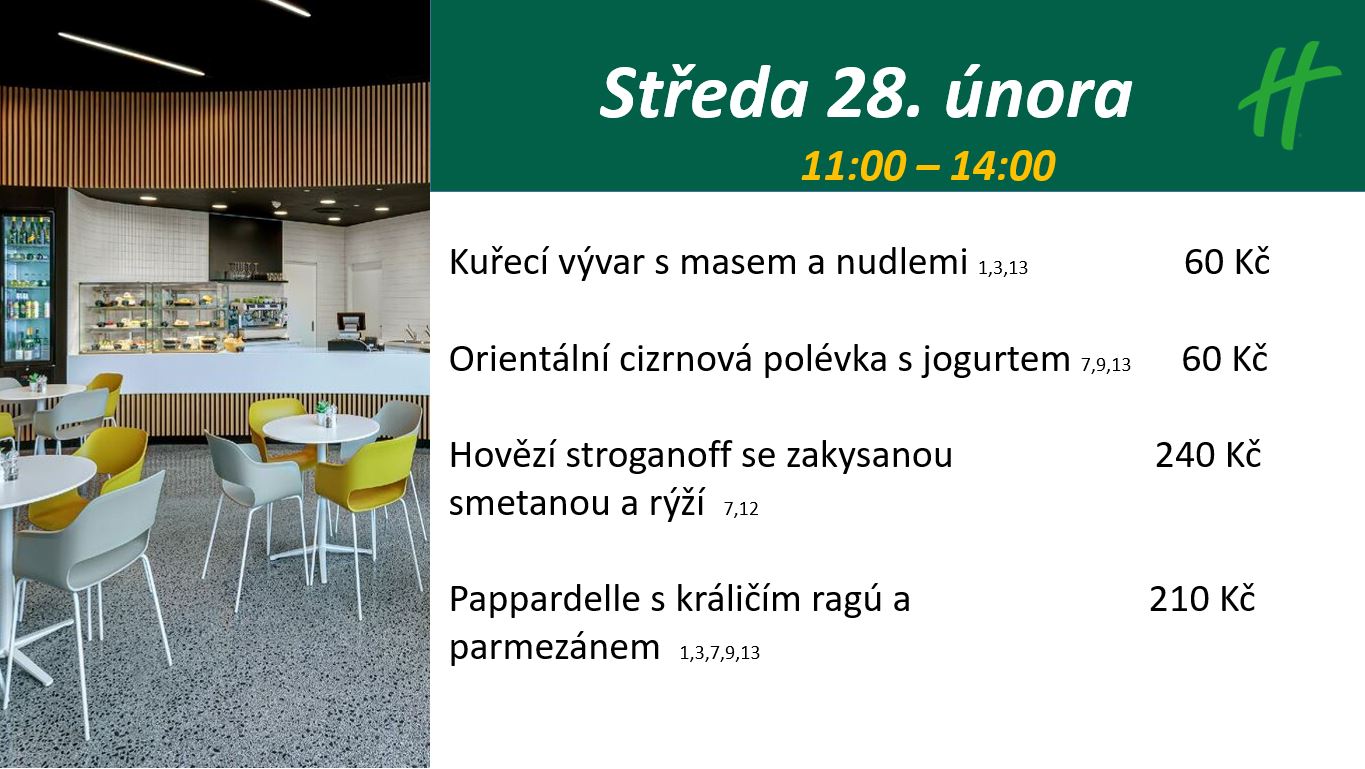 Středa 28. února
11:00 – 14:00
Kuřecí vývar s masem a nudlemi 1,3,13 60 Kč
Orientální cizrnová polévka s jogurtem 7,9,13 60 Kč
Hovězí stroganoff se zakysanou 240 Kč
smetanou a rýží 7,12
Pappardelle s králičím ragú a 210 Kč
parmezánem 1,3,7,9,13